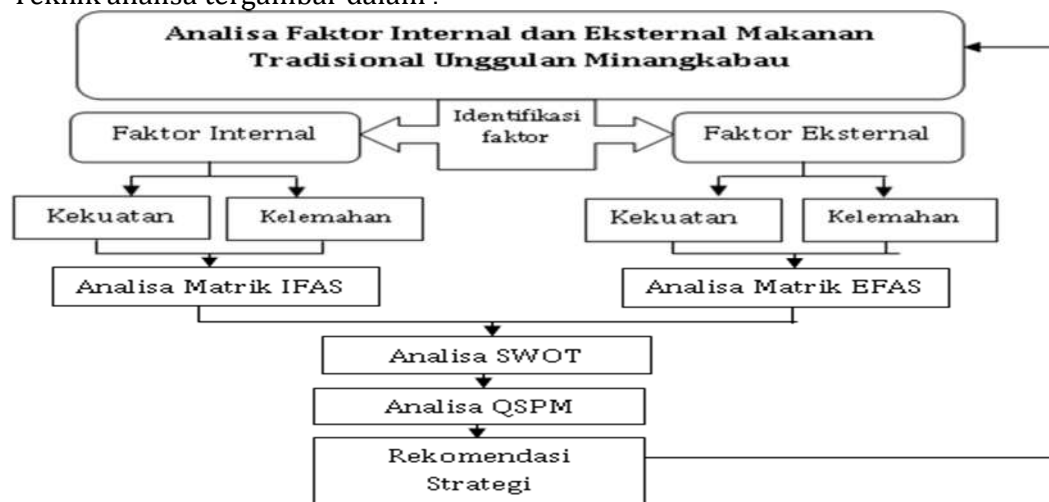 Teknik analisa tergambar dalam :
Analisa Faktor Internal dan Eksternal Makanan
Tradisional Unggulan Minangkabau
Identifikasi
faktor
Faktor Internal
Faktor Eksternal
Kekuatan
Kelemahan
Kekuatan
Kelemahan
Analisa Matrik IFAS
Analisa Matrik EFAS
Analisa SWOT
Analisa QSPM
Rekomendasi
Strategi